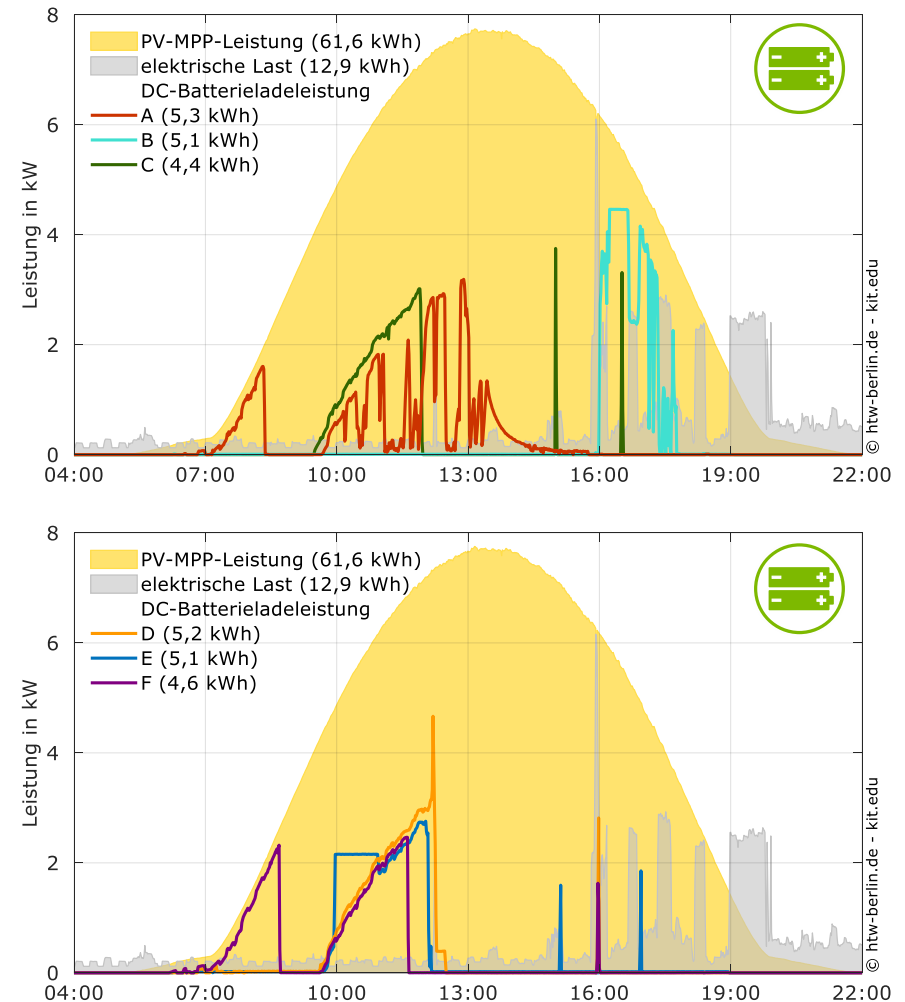 8
PV-MPP-Leistung (61,6 kWh)
elektrische Last (12,9 kWh)
DC-Batterieladeleistung
A (5,3 kWh)
B (5,1 kWh)
C (4,4 kWh)
6
4
2
0
Leistung in kW
04:00 07:00 10:00 13:00 16:00 19:00 22:00
© htw-berlin.de - kit.edu
8
PV-MPP-Leistung (61,6 kWh)
elektrische Last (12,9 kWh)
DC-Batterieladeleistung
D (5,2 kWh)
E (5,1 kWh)
F (4,6 kWh)
6
4
2
0
Leistung in kW
04:00 07:00 10:00 13:00 16:00 19:00 22:00
© htw-berlin.de - kit.edu